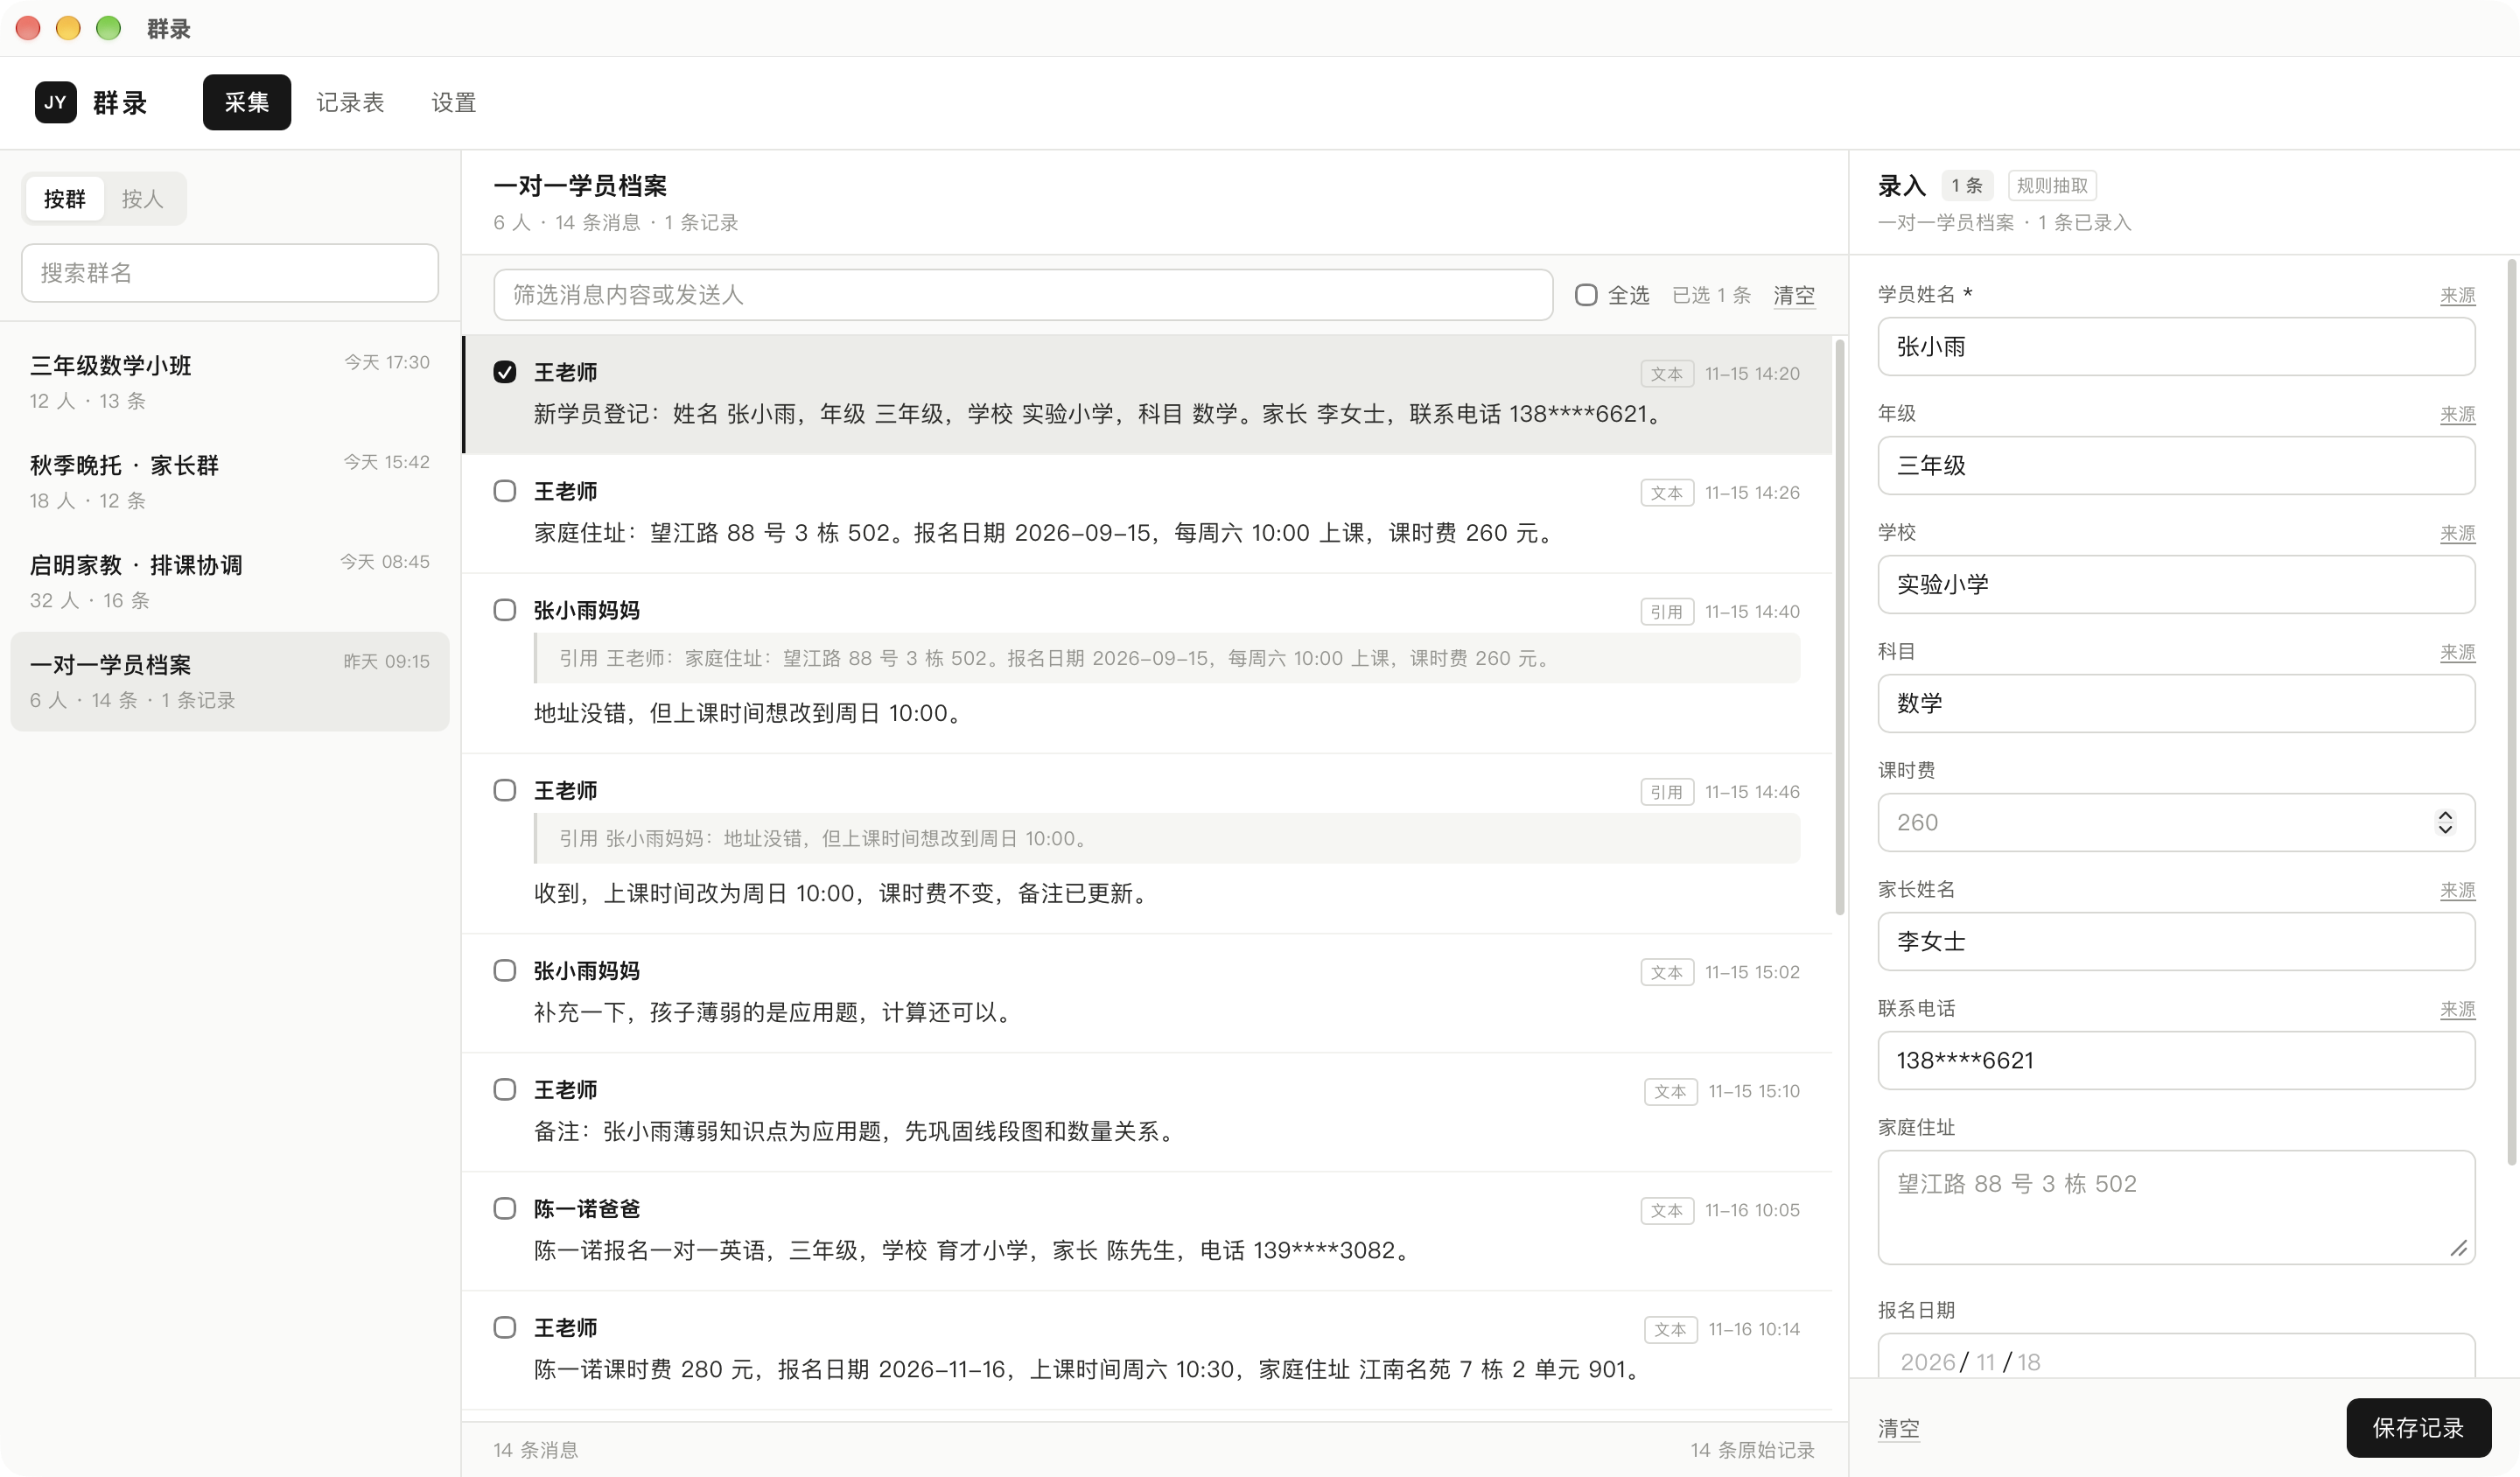 群录
JY 群录 采集 记录表 设置
按群 按人
搜索群名
三年级数学小班 今天 17:30
12 人 · 13 条
秋季晚托 · 家长群 今天 15:42
18 人 · 12 条
启明家教 · 排课协调 今天 08:45
32 人 · 16 条
一对一学员档案 昨天 09:15
6 人 · 14 条 · 1 条记录
一对一学员档案
6 人 · 14 条消息 · 1 条记录
筛选消息内容或发送人 全选 已选 1 条 清空
王老师 文本 11-15 14:20
新学员登记：姓名 张小雨，年级 三年级，学校 实验小学，科目 数学。家长 李女士，联系电话 138****6621。
王老师 文本 11-15 14:26
家庭住址：望江路 88 号 3 栋 502。报名日期 2026-09-15，每周六 10:00 上课，课时费 260 元。
张小雨妈妈 引用 11-15 14:40
引用 王老师：家庭住址：望江路 88 号 3 栋 502。报名日期 2026-09-15，每周六 10:00 上课，课时费 260 元。
地址没错，但上课时间想改到周日 10:00。
王老师 引用 11-15 14:46
引用 张小雨妈妈：地址没错，但上课时间想改到周日 10:00。
收到，上课时间改为周日 10:00，课时费不变，备注已更新。
张小雨妈妈 文本 11-15 15:02
补充一下，孩子薄弱的是应用题，计算还可以。
王老师 文本 11-15 15:10
备注：张小雨薄弱知识点为应用题，先巩固线段图和数量关系。
陈一诺爸爸 文本 11-16 10:05
陈一诺报名一对一英语，三年级，学校 育才小学，家长 陈先生，电话 139****3082。
王老师 文本 11-16 10:14
陈一诺课时费 280 元，报名日期 2026-11-16，上课时间周六 10:30，家庭住址 江南名苑 7 栋 2 单元 901。
14 条消息 14 条原始记录
录入 1 条 规则抽取
一对一学员档案 · 1 条已录入
学员姓名 * 来源
张小雨
年级 来源
三年级
学校 来源
实验小学
科目 来源
数学
课时费
260
家长姓名 来源
李女士
联系电话 来源
138****6621
家庭住址
望江路 88 号 3 栋 502
报名日期
2026/ 11 /18
清空 保存记录